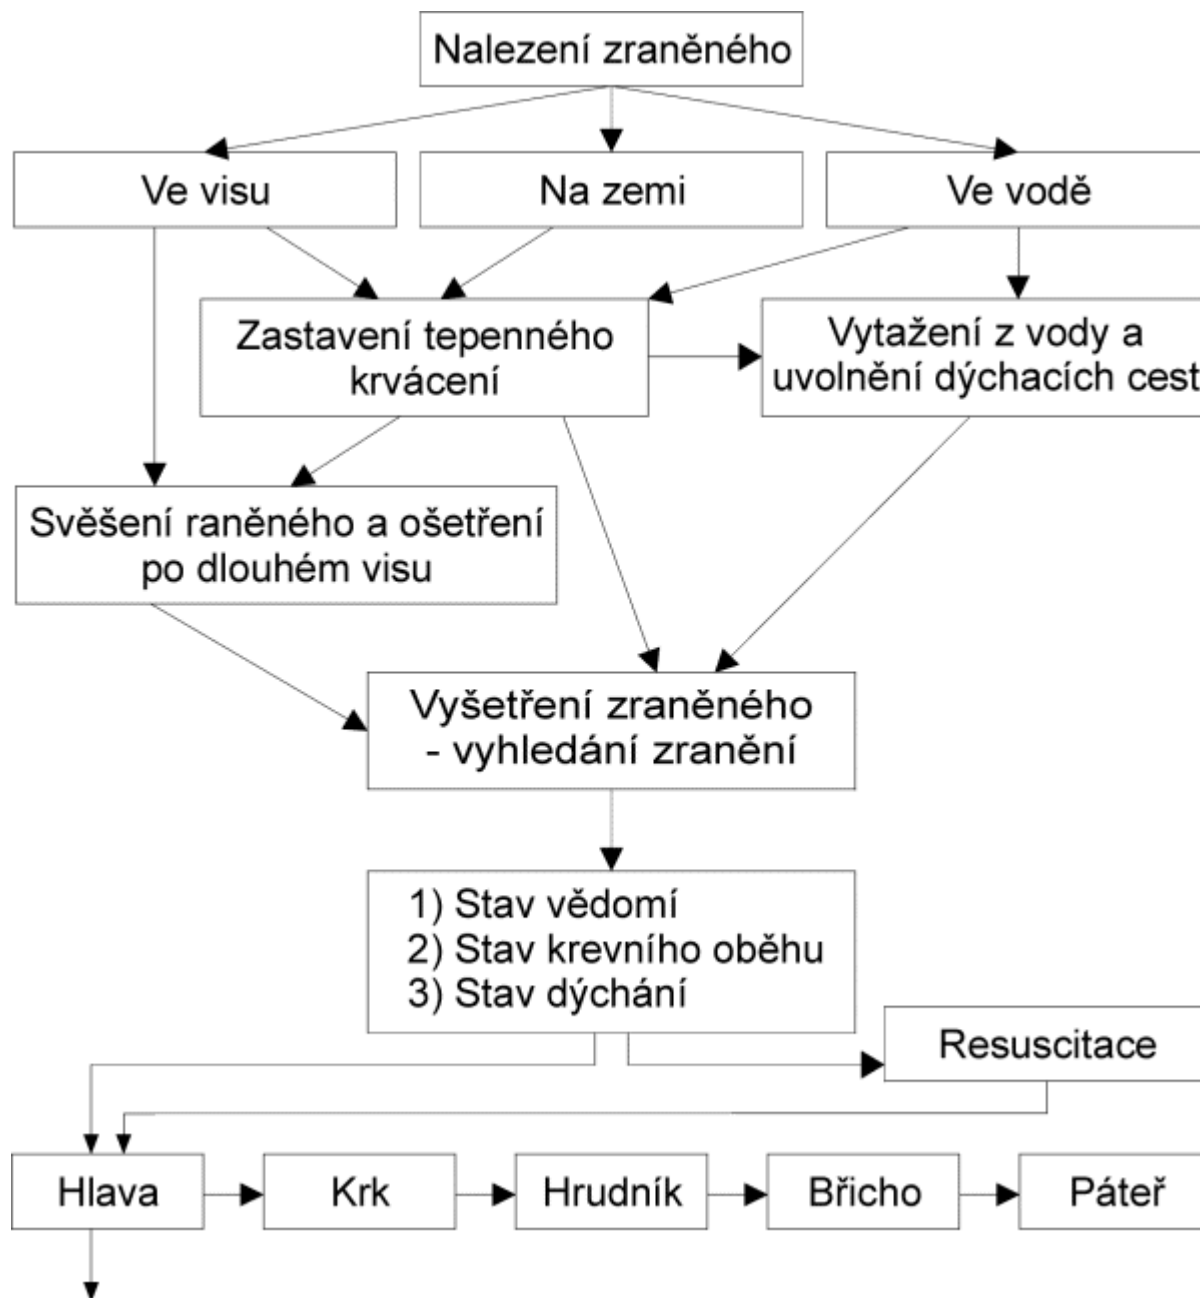 Nalezení zraněného
Ve visu
Na zemi
Ve vodě
Zastavení tepenného
krvácení
Vytažení z vody a
uvolnění dýchacích cest
Svěšení raněného a ošetření
po dlouhém visu
Vyšetření zraněného
- vyhledání zranění
1) Stav vědomí
2) Stav krevního oběhu
3) Stav dýchání
Resuscitace
Hlava
Krk
Hrudník
Břicho
Páteř